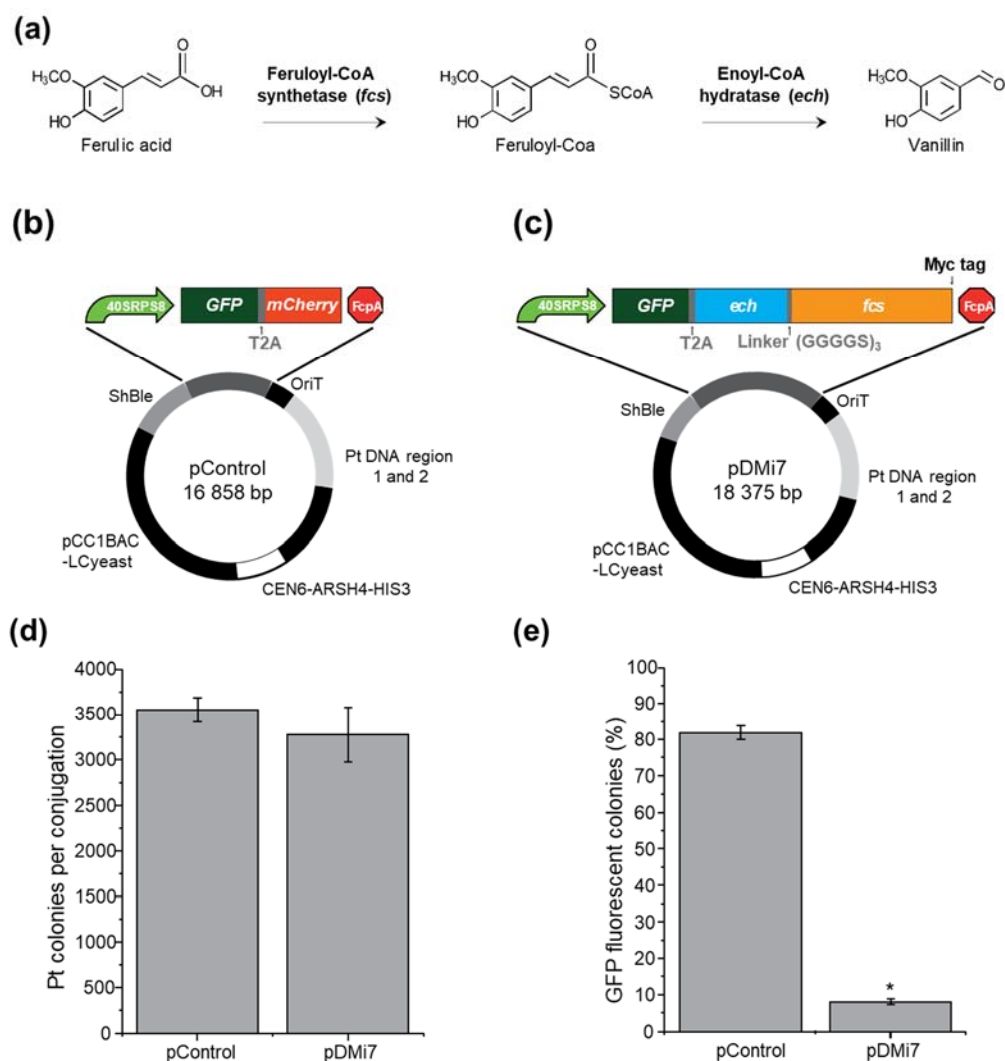 (a)
O
H₃CO
OH
HO
Ferulic acid
Feruloyl-CoA
synthetase (fcs)
O
H₃CO
SCoA
HO
Feruloyl-Coa
Enoyl-CoA
hydratase (ech)
H₃CO
O
HO
Vanillin
(b)
40SRPS8
GFP
mCherry
FcpA
T2A
ShBle
OriT
pControl
16 858 bp
Pt DNA region
1 and 2
pCC1BAC
-LCyeast
CEN6-ARSH4-HIS3
(c)
Myc tag
40SRPS8
GFP
ech
fcs
FcpA
T2A
Linker (GGGGS)₃
ShBle
OriT
pDMi7
18 375 bp
Pt DNA region
1 and 2
pCC1BAC
-LCyeast
CEN6-ARSH4-HIS3
(d)
Pt colonies per conjugation
4000
3500
3000
2500
2000
1500
1000
500
0
pControl
pDMi7
(e)
GFP fluorescent colonies (%)
100
90
80
70
60
50
40
30
20
10
0
*
pControl
pDMi7